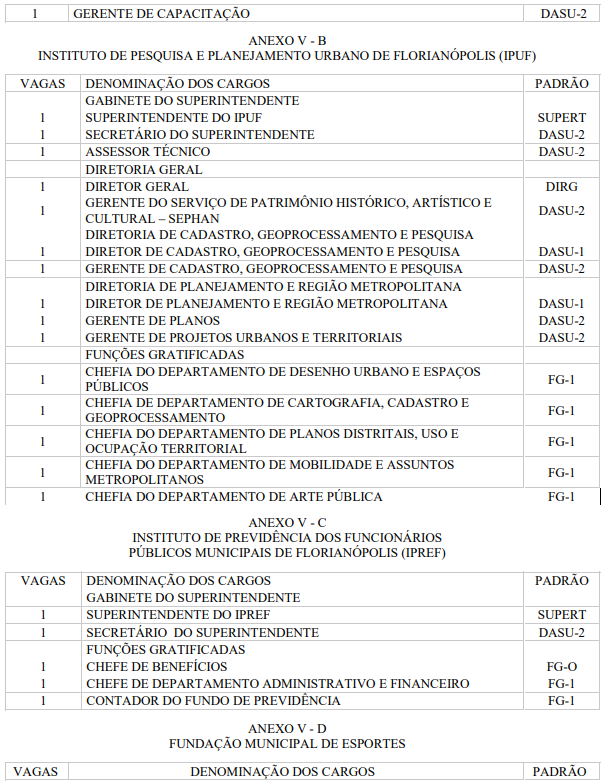 1 GERENTE DE CAPACITAÇÃO DASU-2
ANEXO V - B
INSTITUTO DE PESQUISA E PLANEJAMENTO URBANO DE FLORIANÓPOLIS (IPUF)
VAGAS DENOMINAÇÃO DOS CARGOS PADRÃO
GABINETE DO SUPERINTENDENTE
1 SUPERINTENDENTE DO IPUF SUPERT
1 SECRETÁRIO DO SUPERINTENDENTE DASU-2
1 ASSESSOR TÉCNICO DASU-2
DIRETORIA GERAL
1 DIRETOR GERAL DIRG
1 GERENTE DO SERVIÇO DE PATRIMÔNIO HISTÓRICO, ARTÍSTICO E
CULTURAL – SEPHAN DASU-2
DIRETORIA DE CADASTRO, GEOPROCESSAMENTO E PESQUISA
1 DIRETOR DE CADASTRO, GEOPROCESSAMENTO E PESQUISA DASU-1
1 GERENTE DE CADASTRO, GEOPROCESSAMENTO E PESQUISA DASU-2
DIRETORIA DE PLANEJAMENTO E REGIÃO METROPOLITANA
1 DIRETOR DE PLANEJAMENTO E REGIÃO METROPOLITANA DASU-1
1 GERENTE DE PLANOS DASU-2
1 GERENTE DE PROJETOS URBANOS E TERRITORIAIS DASU-2
FUNÇÕES GRATIFICADAS
1 CHEFIA DO DEPARTAMENTO DE DESENHO URBANO E ESPAÇOS
PÚBLICOS FG-1
1 CHEFIA DE DEPARTAMENTO DE CARTOGRAFIA, CADASTRO E
GEOPROCESSAMENTO FG-1
1 CHEFIA DO DEPARTAMENTO DE PLANOS DISTRITAIS, USO E
OCUPAÇÃO TERRITORIAL FG-1
1 CHEFIA DO DEPARTAMENTO DE MOBILIDADE E ASSUNTOS
METROPOLITANOS FG-1
1 CHEFIA DO DEPARTAMENTO DE ARTE PÚBLICA FG-1
ANEXO V - C
INSTITUTO DE PREVIDÊNCIA DOS FUNCIONÁRIOS
PÚBLICOS MUNICIPAIS DE FLORIANÓPOLIS (IPREF)
VAGAS DENOMINAÇÃO DOS CARGOS PADRÃO
GABINETE DO SUPERINTENDENTE
1 SUPERINTENDENTE DO IPREF SUPERT
1 SECRETÁRIO DO SUPERINTENDENTE DASU-2
FUNÇÕES GRATIFICADAS
1 CHEFE DE BENEFÍCIOS FG-O
1 CHEFE DE DEPARTAMENTO ADMINISTRATIVO E FINANCEIRO FG-1
1 CONTADOR DO FUNDO DE PREVIDÊNCIA FG-1
ANEXO V - D
FUNDAÇÃO MUNICIPAL DE ESPORTES
VAGAS DENOMINAÇÃO DOS CARGOS PADRÃO